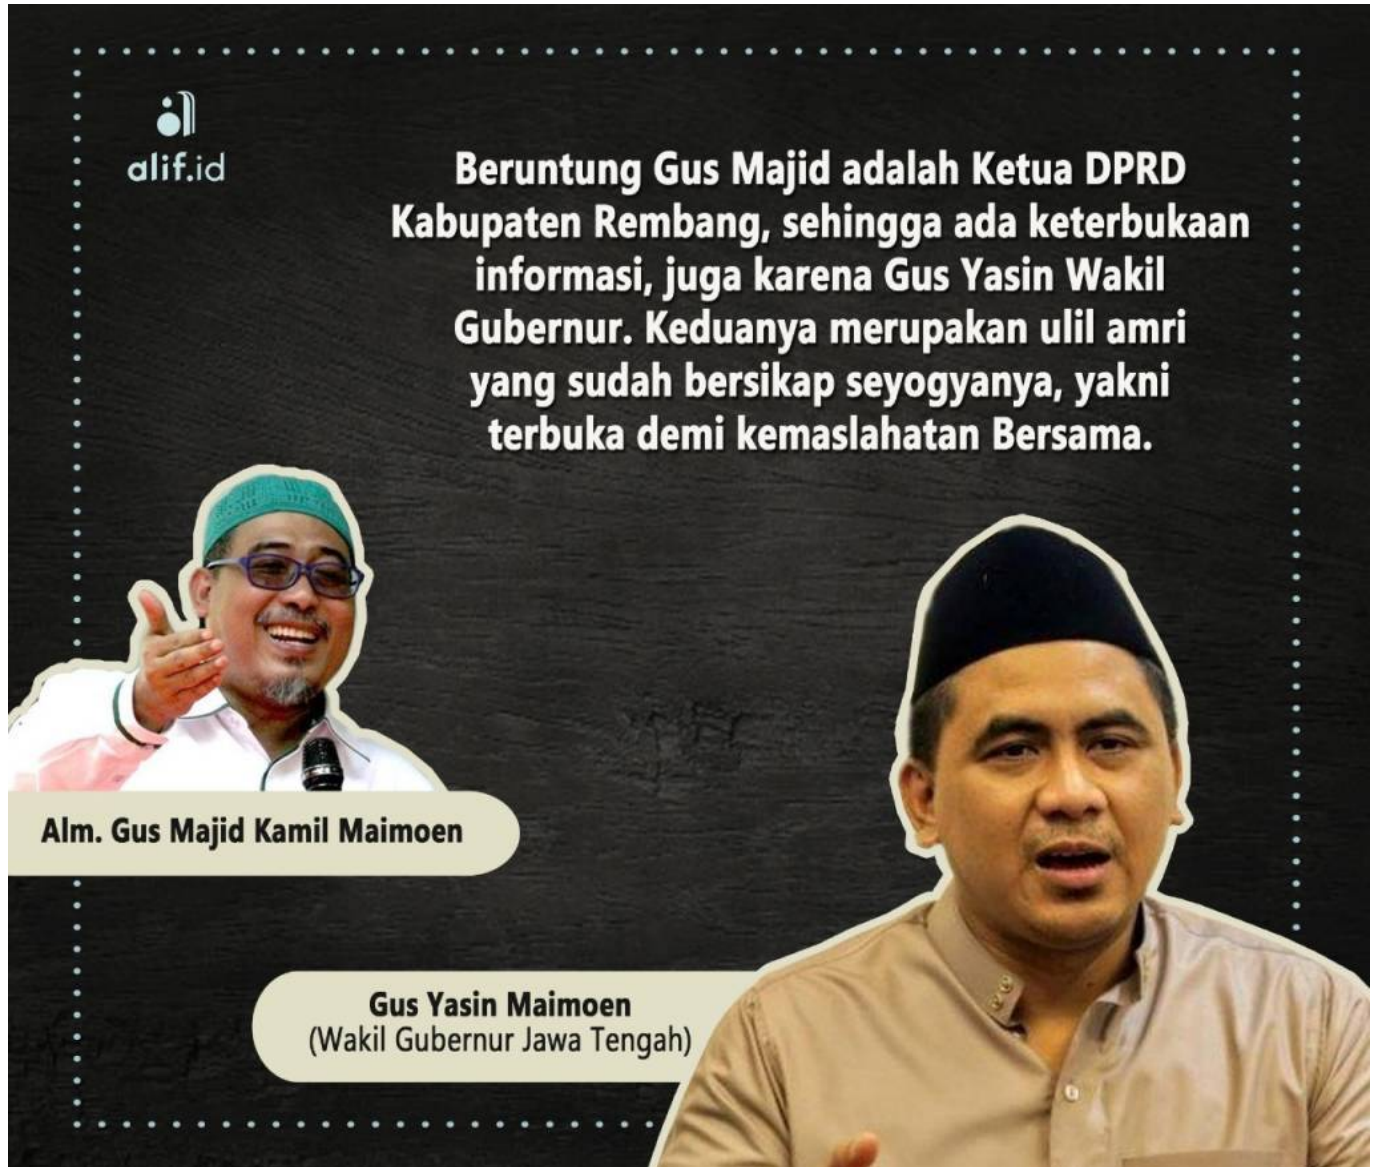 alif.id
Beruntung Gus Majid adalah Ketua DPRD
Kabupaten Rembang, sehingga ada keterbukaan
informasi, juga karena Gus Yasin Wakil
Gubernur. Keduanya merupakan ulil amri
yang sudah bersikap seyogyanya, yakni
terbuka demi kemaslahatan Bersama.
Alm. Gus Majid Kamil Maimoen
Gus Yasin Maimoen
(Wakil Gubernur Jawa Tengah)